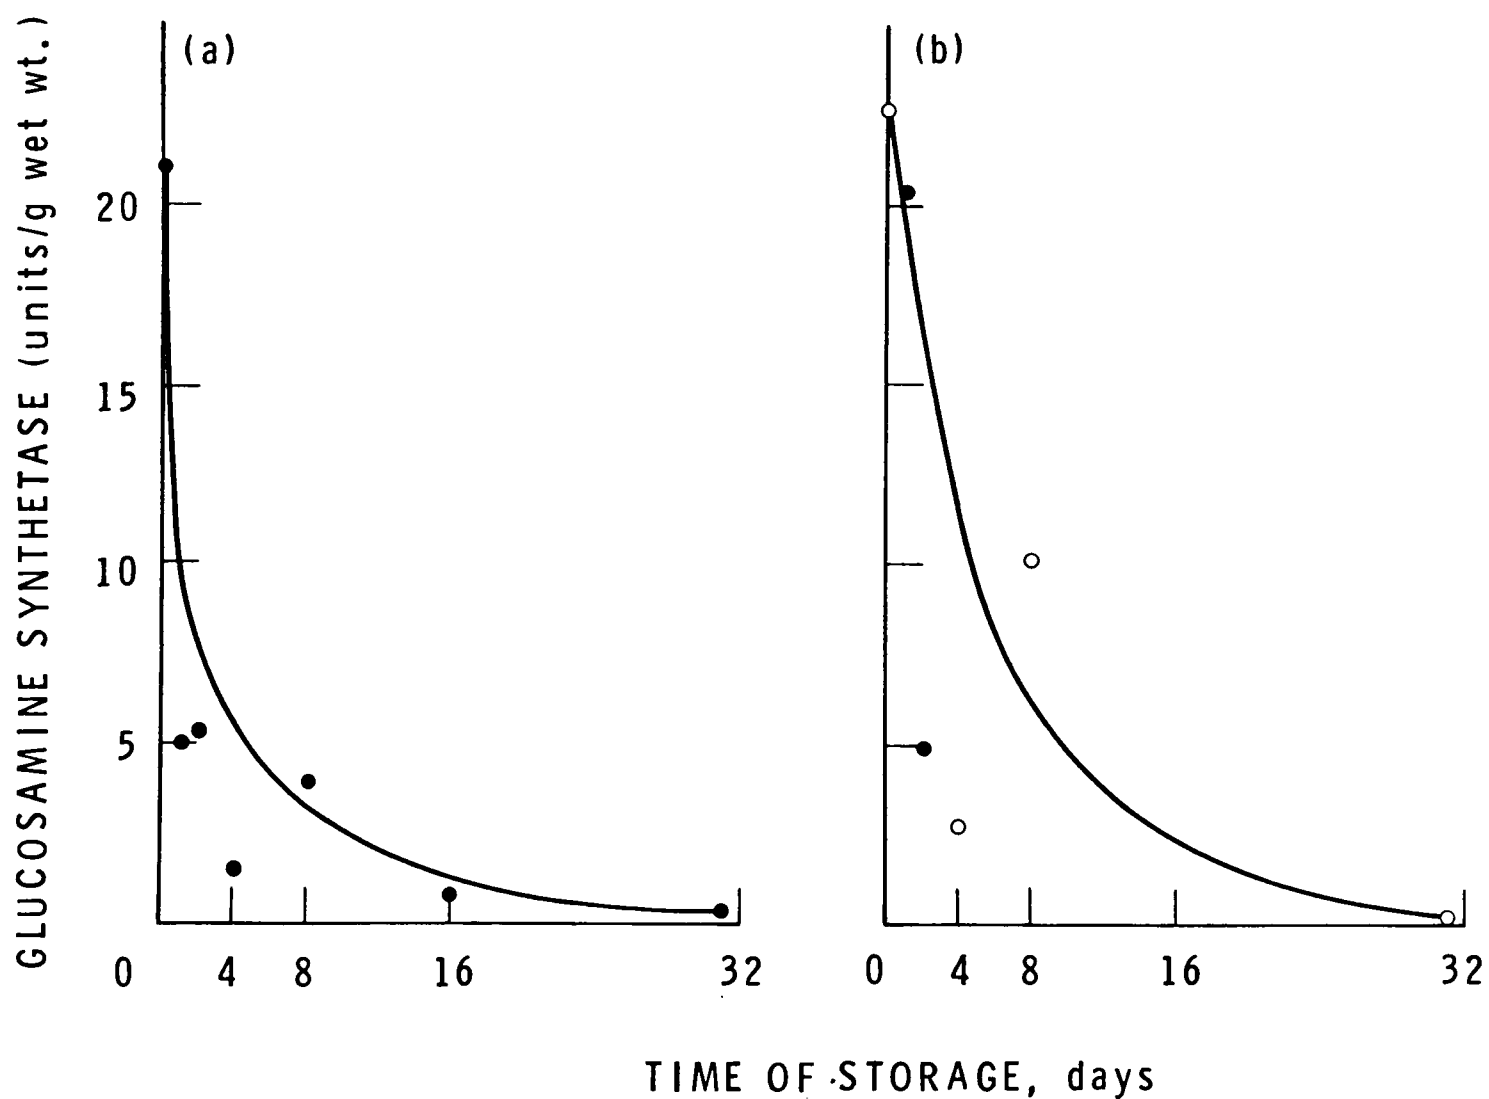 (a) (b)
GLUCOSAMINE SYNTHETASE (units/g wet wt.)
20
15
10
5
0 4 8 16 32 0 4 8 16 32
TIME OF STORAGE, days